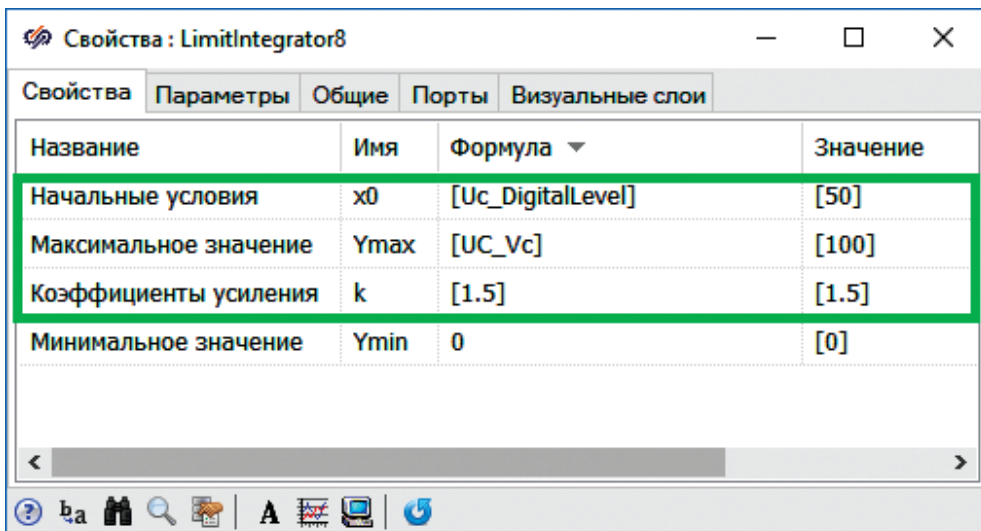 Свойства : LimitIntegrator8
Свойства Параметры Общие Порты Визуальные слои
Название Имя Формула Значение
Начальные условия x0 [Uc_DigitalLevel] [50]
Максимальное значение Ymax [UC_Vc] [100]
Коэффициенты усиления k [1.5] [1.5]
Минимальное значение Ymin 0 [0]